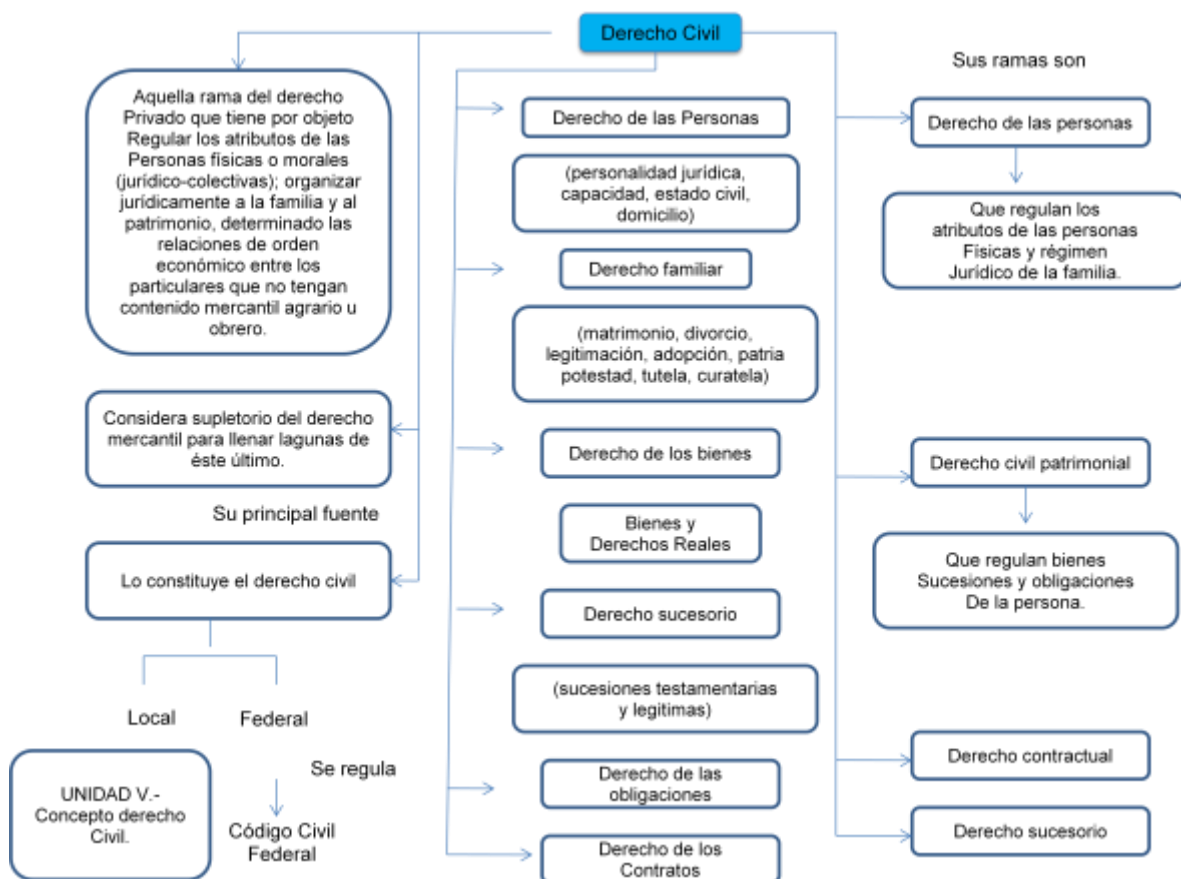 Derecho Civil
Aquella rama del derecho
Privado que tiene por objeto
Regular los atributos de las
Personas físicas o morales
(jurídico-colectivas); organizar
jurídicamente a la familia y al
patrimonio, determinado las
relaciones de orden
económico entre los
particulares que no tengan
contenido mercantil agrario u
obrero.
Considera supletorio del derecho
mercantil para llenar lagunas de
éste último.
Su principal fuente
Lo constituye el derecho civil
Local
Federal
Se regula
Código Civil
Federal
UNIDAD V.-
Concepto derecho
Civil.
Derecho de las Personas
(personalidad jurídica,
capacidad, estado civil,
domicilio)
Derecho familiar
(matrimonio, divorcio,
legitimación, adopción, patria
potestad, tutela, curatela)
Derecho de los bienes
Bienes y
Derechos Reales
Derecho sucesorio
(sucesiones testamentarias
y legitimas)
Derecho de las
obligaciones
Derecho de los
Contratos
Sus ramas son
Derecho de las personas
Que regulan los
atributos de las personas
Físicas y régimen
Jurídico de la familia.
Derecho civil patrimonial
Que regulan bienes
Sucesiones y obligaciones
De la persona.
Derecho contractual
Derecho sucesorio